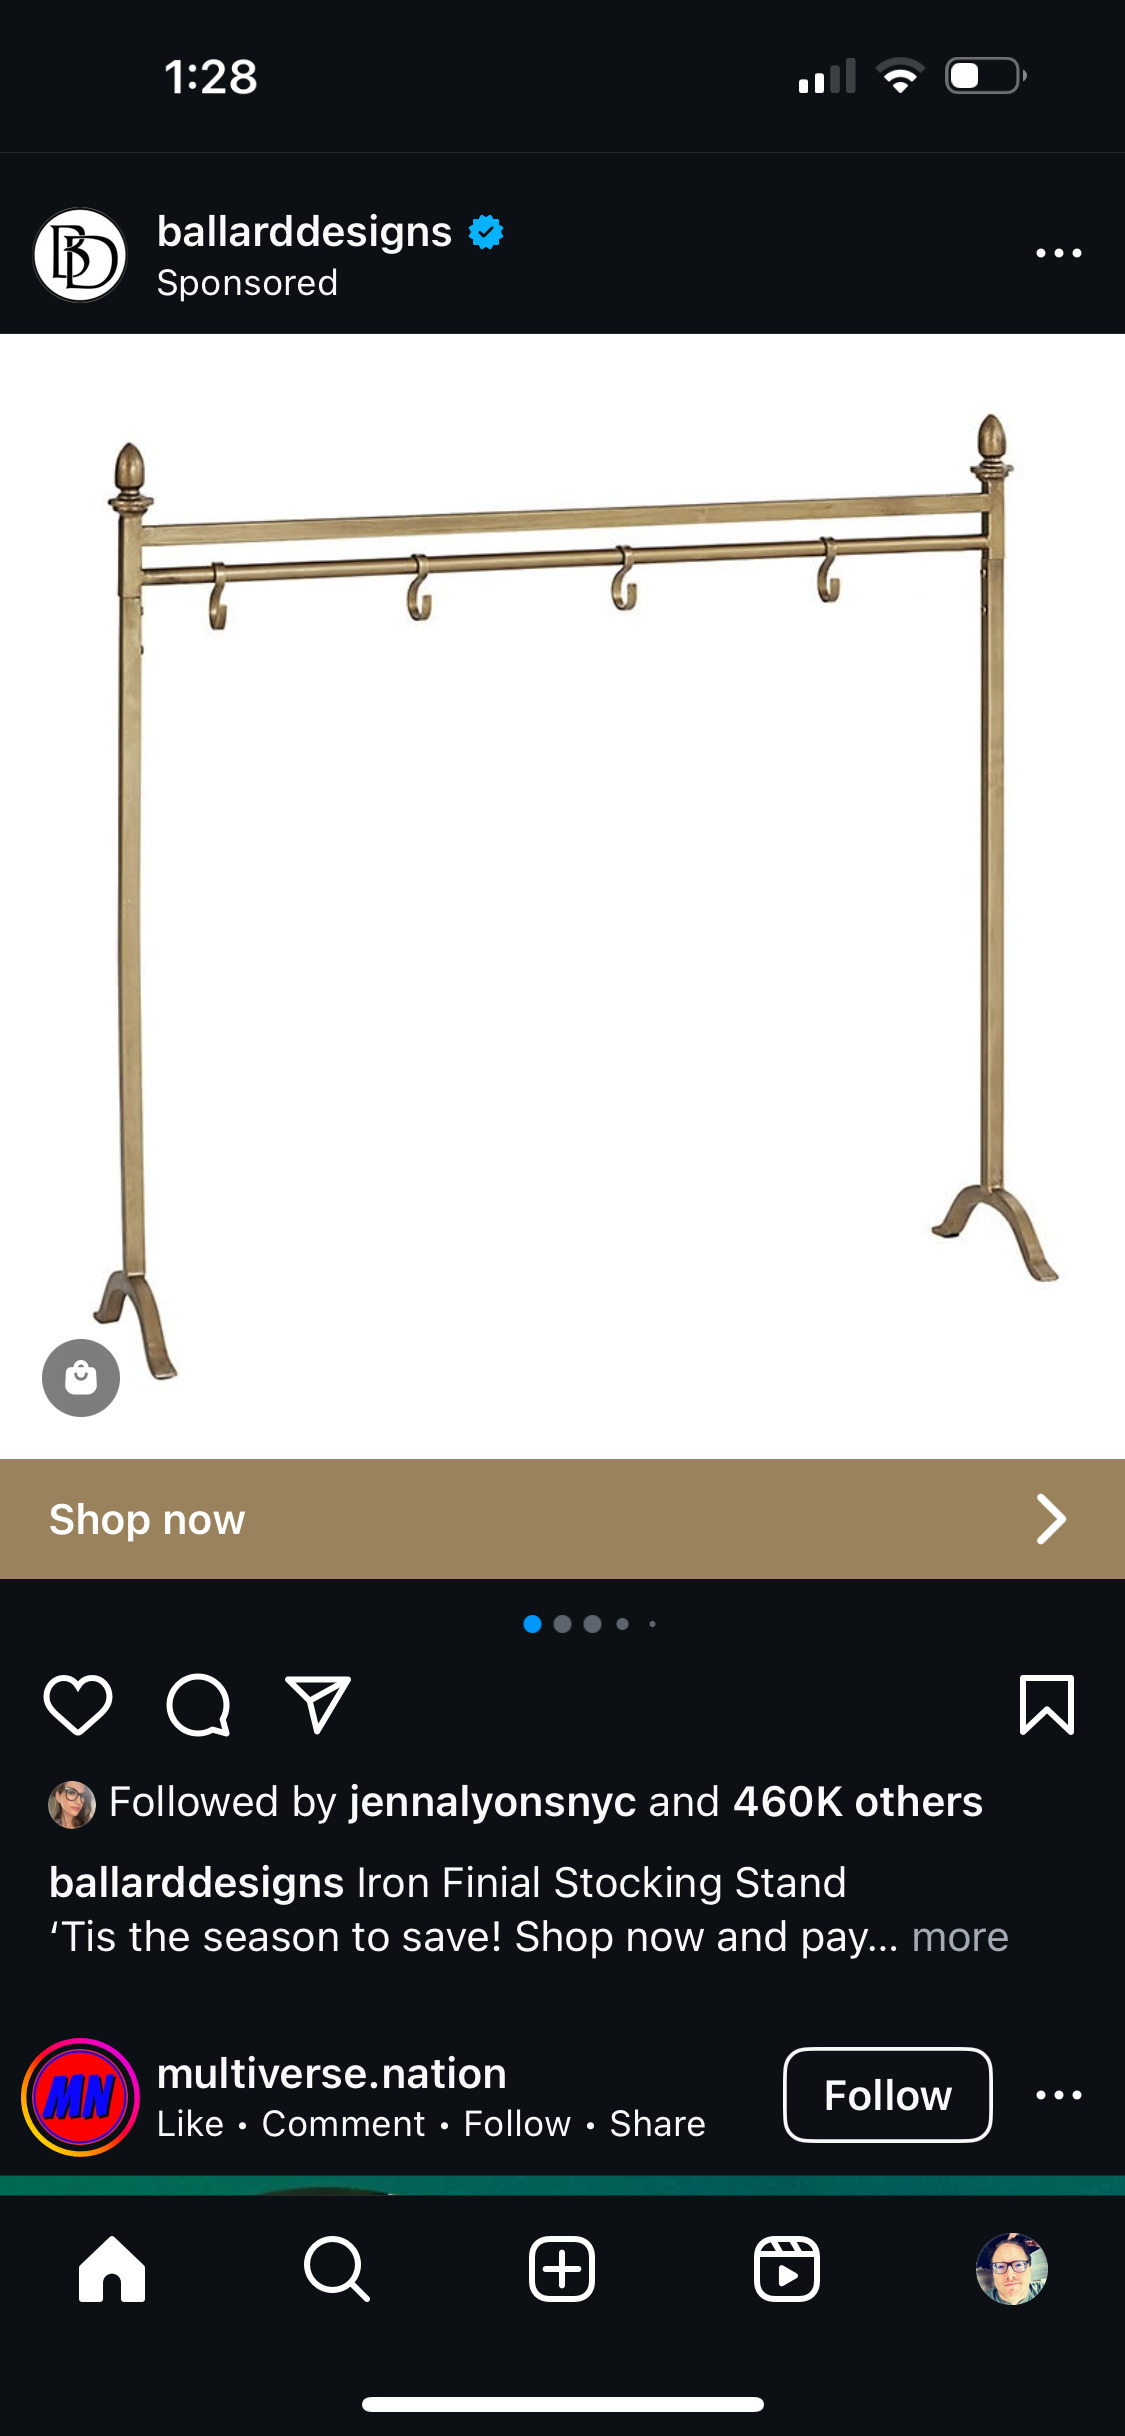 1:28
BD
ballarddesigns
Sponsored
Shop now
Followed by jennalyonsnyc and 460K others
ballarddesigns Iron Finial Stocking Stand
‘Tis the season to save! Shop now and pay... more
MN
multiverse.nation
Like • Comment • Follow • Share
Follow